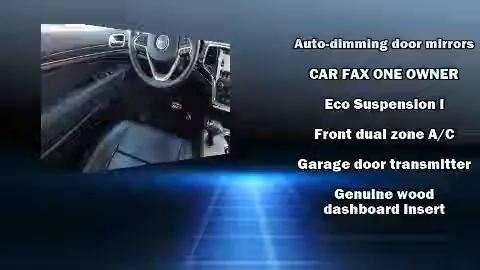 Auto-dimming door mirrors
CAR FAX ONE OWNER
Eco Suspension I
Front dual zone A/C
Garage door transmitter
Genuine wood
dashboard insert